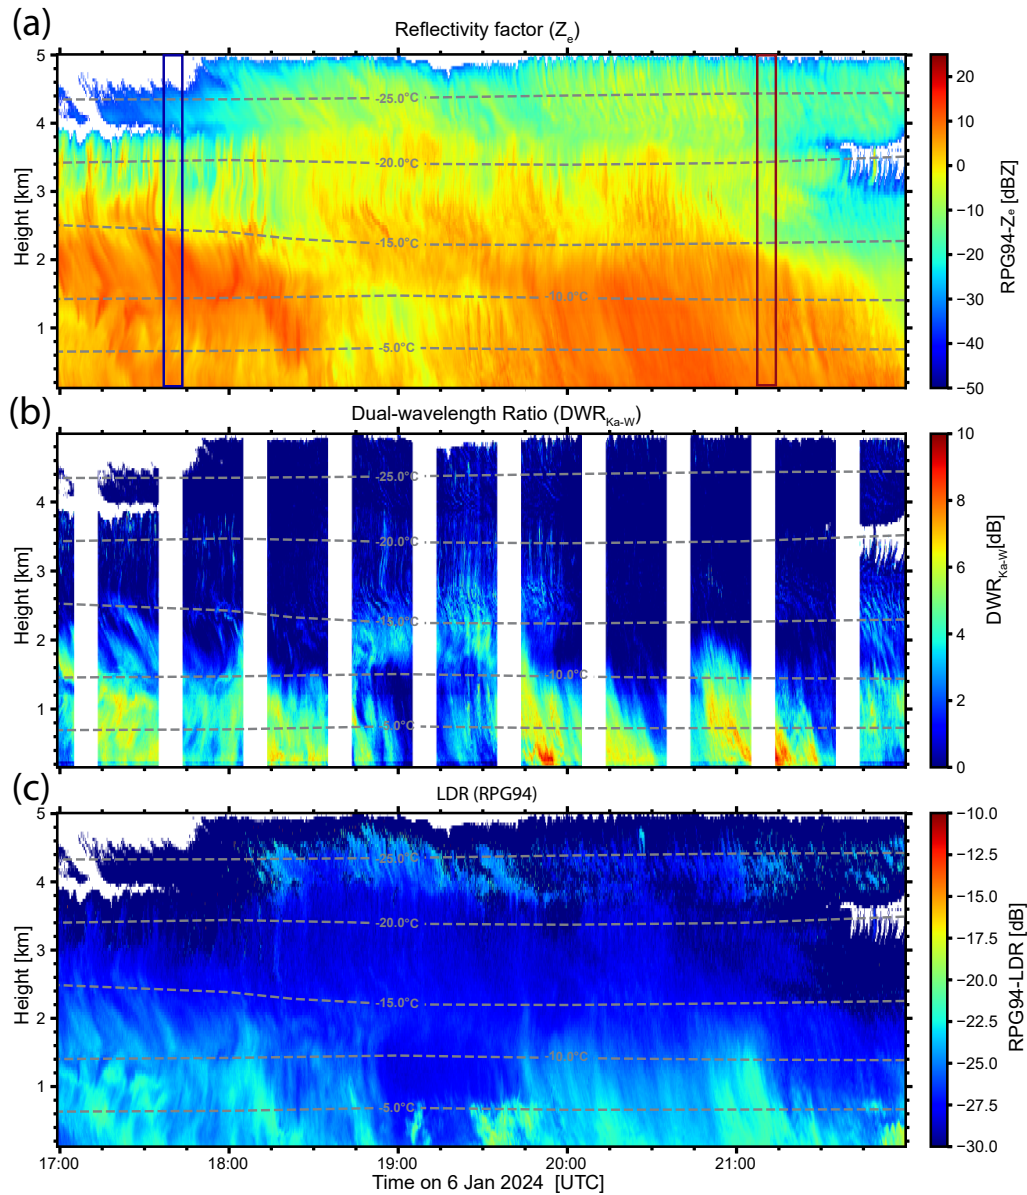 (a)
Reflectivity factor (Ze)
5
4
3
2
1
Height [km]
-25.0°C
-20.0°C
-15.0°C
-10.0°C
-5.0°C
20
10
0
−10
−20
−30
−40
−50
RPG94-Ze [dBZ]
(b)
Dual-wavelength Ratio (DWRKa-W)
4
3
2
1
Height [km]
-25.0°C
-20.0°C
-15.0°C
-10.0°C
-5.0°C
10
8
6
4
2
0
DWRKa-W[dB]
(c)
LDR (RPG94)
5
4
3
2
1
Height [km]
-25.0°C
-20.0°C
-15.0°C
-10.0°C
-5.0°C
−10.0
−12.5
−15.0
−17.5
−20.0
−22.5
−25.0
−27.5
−30.0
RPG94-LDR [dB]
17:00 18:00 19:00 20:00 21:00
Time on 6 Jan 2024 [UTC]